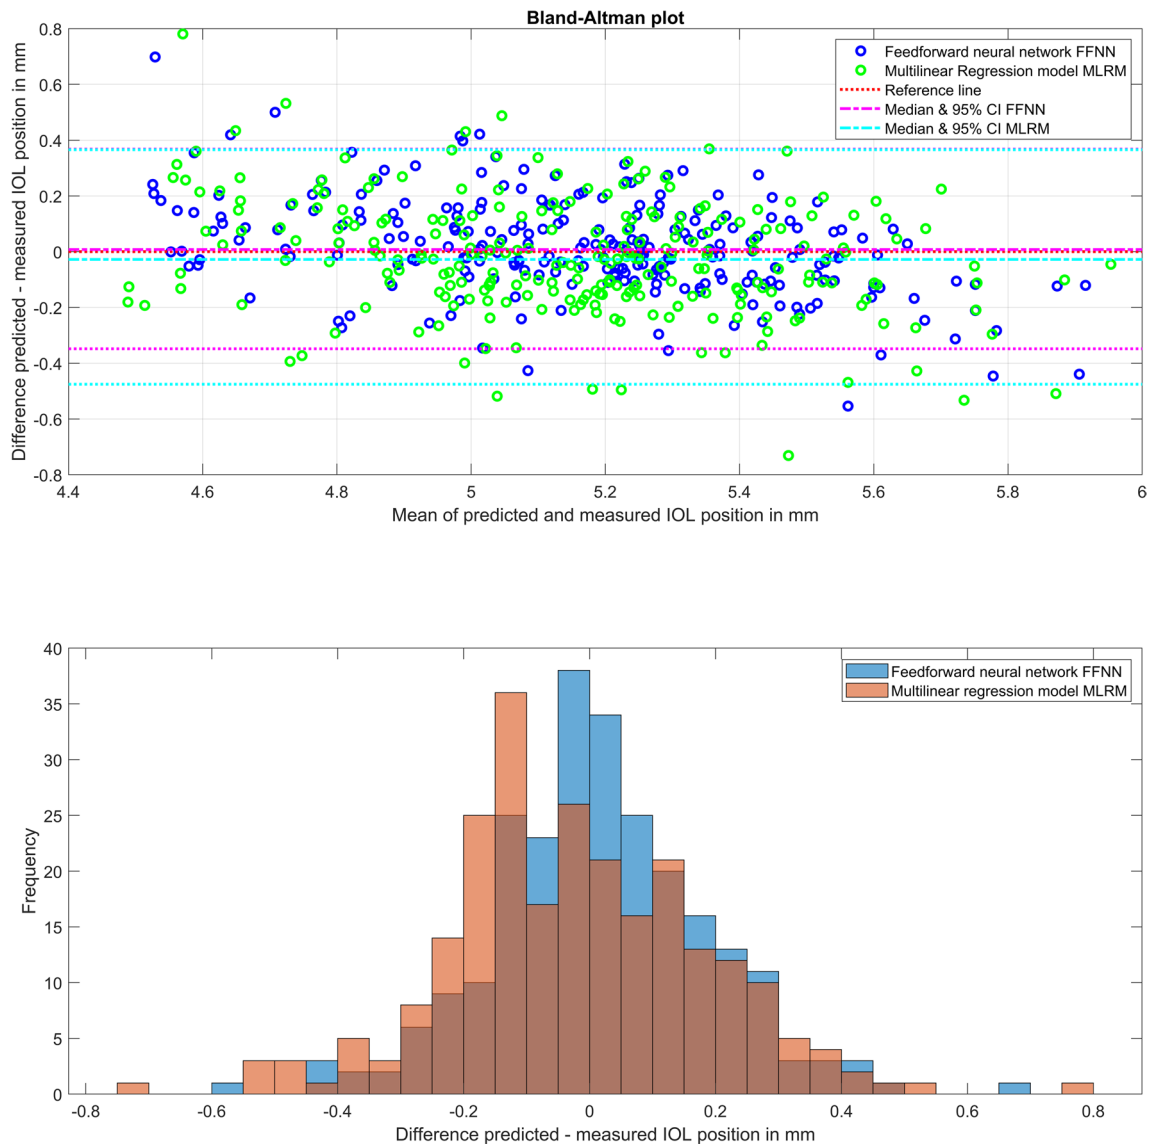 Bland-Altman plot
Difference predicted - measured IOL position in mm
0.8
0.6
0.4
0.2
0
-0.2
-0.4
-0.6
-0.8
Feedforward neural network FFNN
Multilinear Regression model MLRM
Reference line
Median & 95% CI FFNN
Median & 95% CI MLRM
4.4 4.6 4.8 5 5.2 5.4 5.6 5.8 6
Mean of predicted and measured IOL position in mm
Frequency
40
35
30
25
20
15
10
5
0
Feedforward neural network FFNN
Multilinear regression model MLRM
-0.8 -0.6 -0.4 -0.2 0 0.2 0.4 0.6 0.8
Difference predicted - measured IOL position in mm